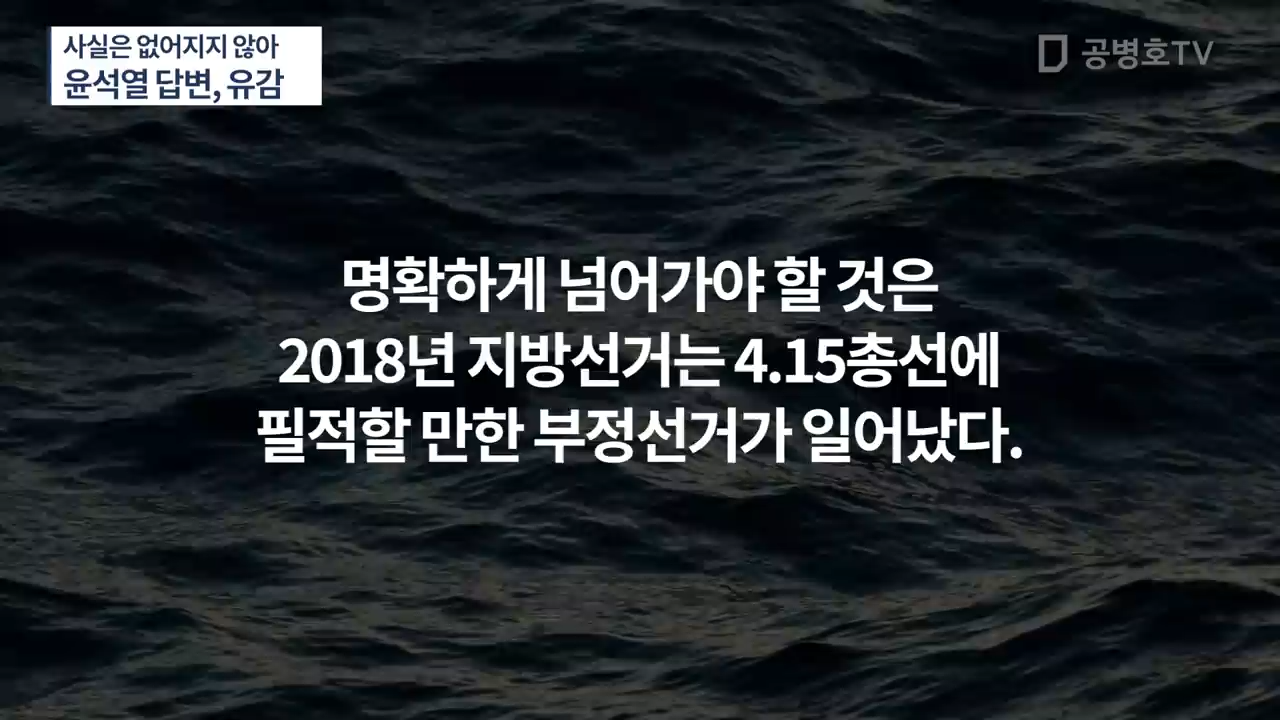 사실은 없어지지 않아
윤석열 답변, 유감
공병호TV
명확하게 넘어가야 할 것은
2018년 지방선거는 4.15총선에
필적할 만한 부정선거가 일어났다.